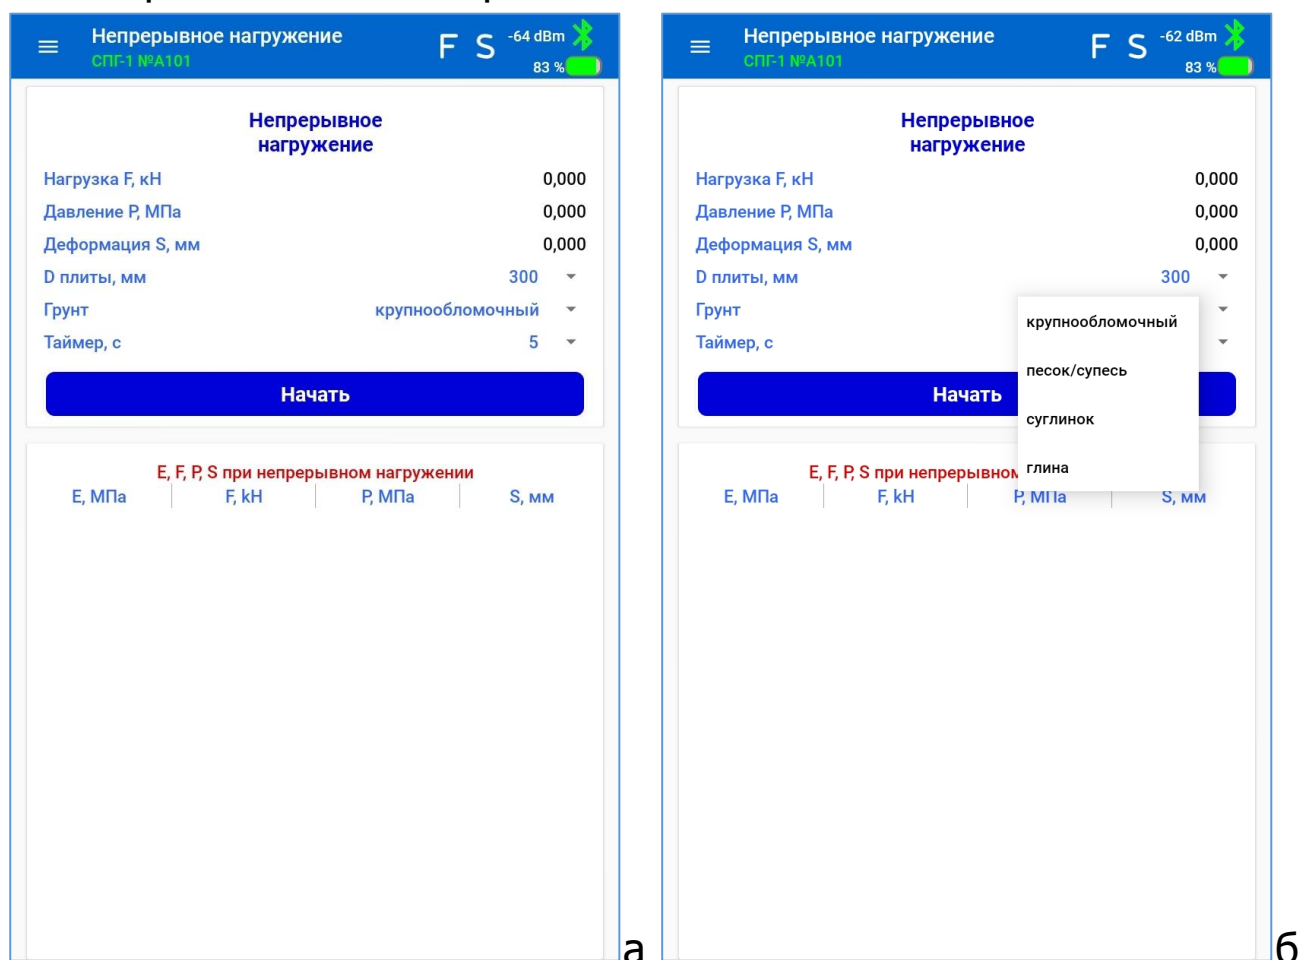 Непрерывное нагружение
СПГ-1 №A101
F S
-64 dBm
83 %
Непрерывное
нагружение
Нагрузка F, кН 0,000
Давление P, МПа 0,000
Деформация S, мм 0,000
D плиты, мм 300
Грунт крупнообломочный
Таймер, с 5
Начать
E, F, P, S при непрерывном нагружении
E, МПа F, kH P, МПа S, мм
а
Непрерывное нагружение
СПГ-1 №A101
F S
-62 dBm
83 %
Непрерывное
нагружение
Нагрузка F, кН 0,000
Давление P, МПа 0,000
Деформация S, мм 0,000
D плиты, мм 300
Грунт
Таймер, с
крупнообломочный
песок/супесь
суглинок
глина
Начать
E, F, P, S при непрерывном
E, МПа F, kH P, МПа S, мм
б